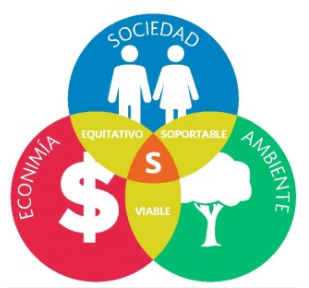 SOCIEDAD
EQUITATIVO
SOPORTABLE
S
ECONIMÍA
$
AMBIENTE
VIABLE